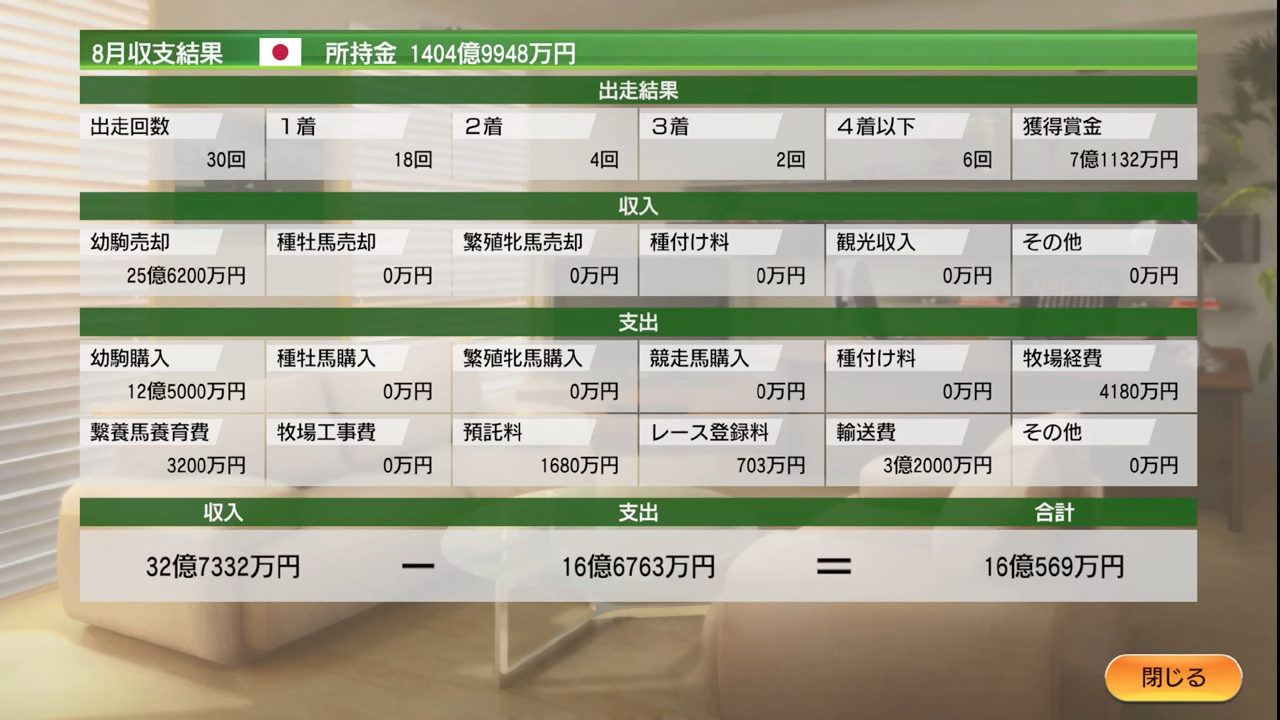 8月収支結果 所持金 1404億9948万円
出走結果
出走回数 1着 2着 3着 4着以下 獲得賞金
30回 18回 4回 2回 6回 7億1132万円
収入
幼駒売却 種牡馬売却 繁殖牝馬売却 種付け料 観光収入 その他
25億6200万円 0万円 0万円 0万円 0万円 0万円
支出
幼駒購入 種牡馬購入 繁殖牝馬購入 競走馬購入 種付け料 牧場経費
12億5000万円 0万円 0万円 0万円 0万円 4180万円
繋養馬養育費 牧場工事費 預託料 レース登録料 輸送費 その他
3200万円 0万円 1680万円 703万円 3億2000万円 0万円
収入 支出 合計
32億7332万円 － 16億6763万円 ＝ 16億569万円
閉じる